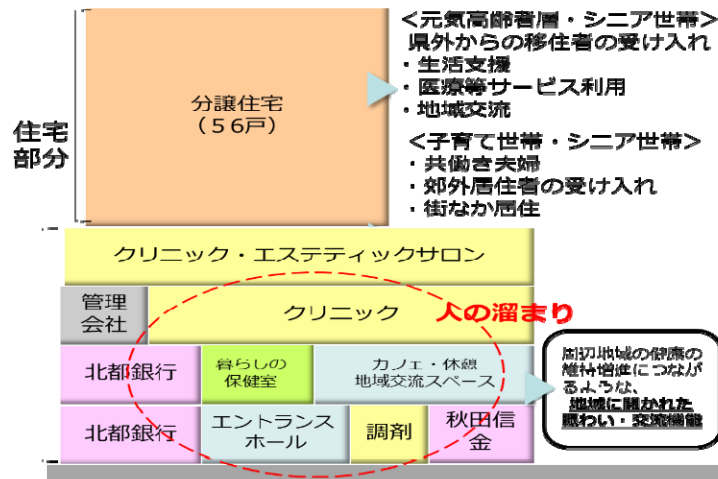 <元気高齢者層・シニア世帯>
県外からの移住者の受け入れ
・生活支援
・医療等サービス利用
・地域交流
<子育て世帯・シニア世帯>
・共働き夫婦
・郊外居住者の受け入れ
・街なか居住
住宅
部分
分譲住宅
(56戸)
クリニック・エステティックサロン
管理
会社
クリニック
人の溜まり
北都銀行
暮らしの
保健室
カフェ・休憩
地域交流スペース
周辺地域の健康の
維持増進につなが
るような、
地域に開かれた
賑わい・交流機能
北都銀行
エントランス
ホール
調剤
秋田信
金